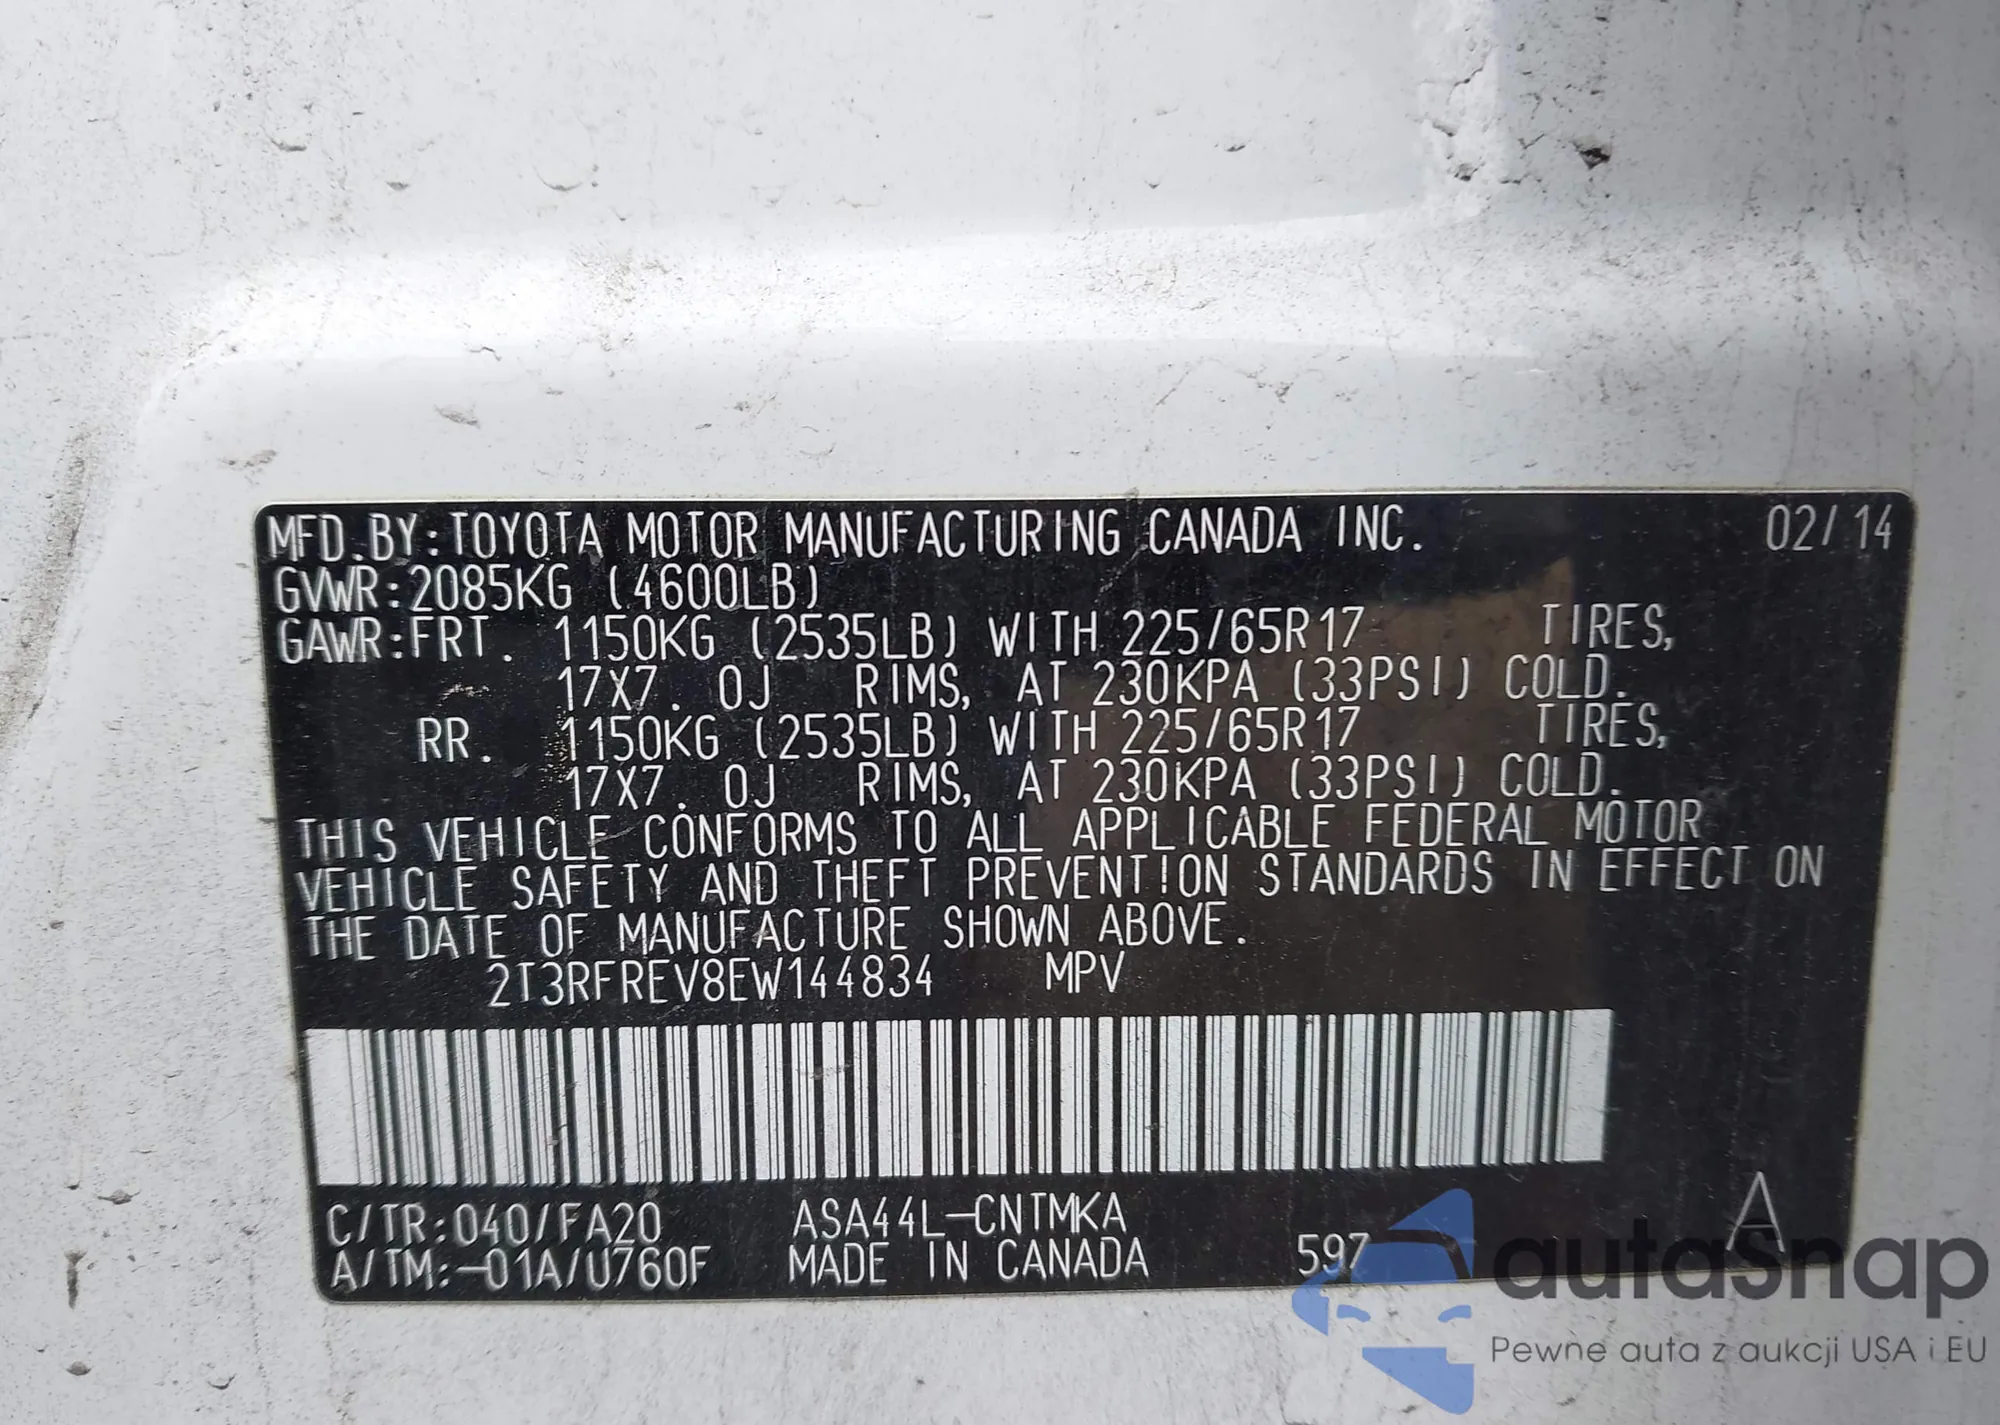 MFD.BY:TOYOTA MOTOR MANUFACTURING CANADA INC. 02/14
GVWR:2085KG (4600LB)
GAWR:FRT. 1150KG (2535LB) WITH 225/65R17 TIRES,
17X7.0J RIMS, AT 230KPA (33PSI) COLD.
RR. 1150KG (2535LB) WITH 225/65R17 TIRES,
17X7.0J RIMS, AT 230KPA (33PSI) COLD.
THIS VEHICLE CONFORMS TO ALL APPLICABLE FEDERAL MOTOR
VEHICLE SAFETY AND THEFT PREVENTION STANDARDS IN EFFECT ON
THE DATE OF MANUFACTURE SHOWN ABOVE.
2T3RFREV8EW144834 MPV
C/TR:040/FA20 ASA44L-CNTMKA A
A/TM:-01A/U760F MADE IN CANADA 597
autasnap
Pewne auta z aukcji USA i EU